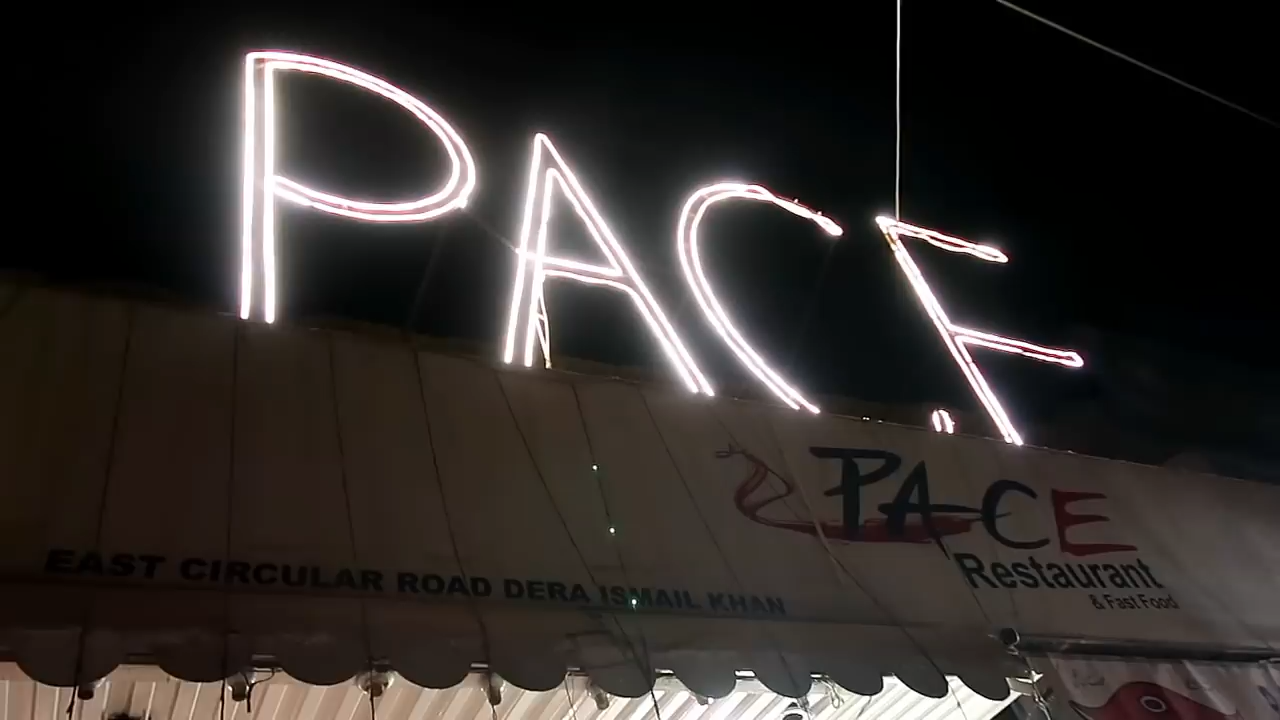 PACE
PACE
Restaurant
& Fast Food
EAST CIRCULAR ROAD DERA ISMAIL KHAN